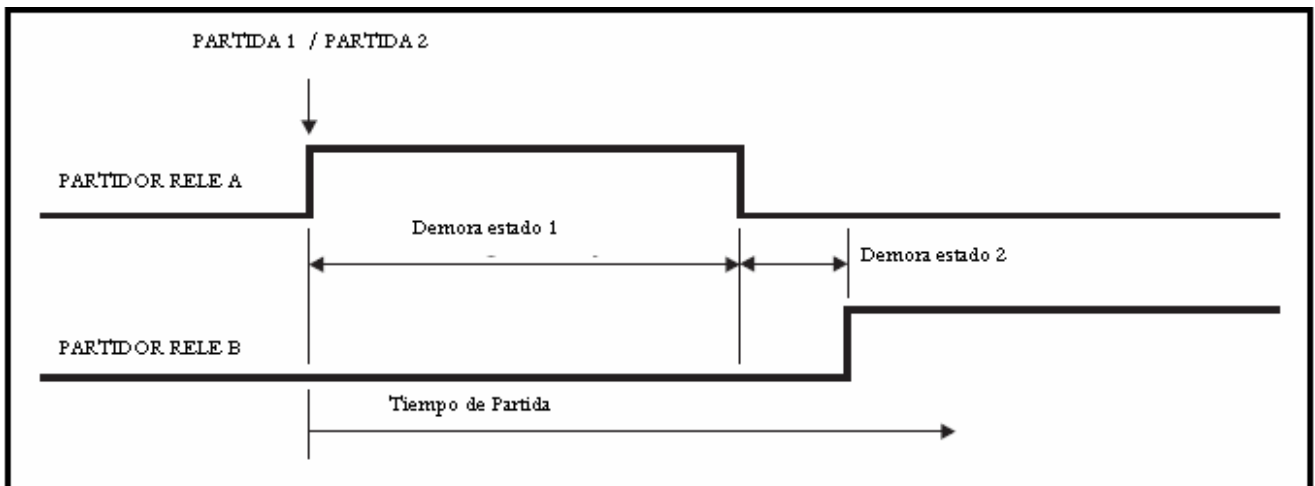 PARTIDA 1 / PARTIDA 2
PARTIDOR RELE A
Demora estado 1
Demora estado 2
PARTIDOR RELE B
Tiempo de Partida